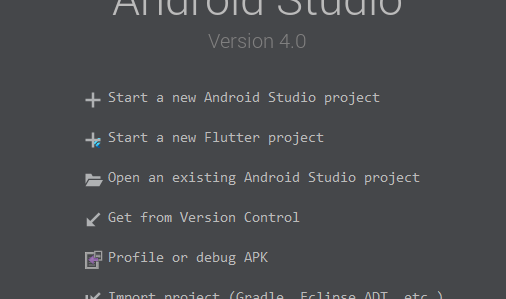 Android Studio
Version 4.0
Start a new Android Studio project
Start a new Flutter project
Open an existing Android Studio project
Get from Version Control
Profile or debug APK
Import project (Gradle, Eclipse ADT, etc.)